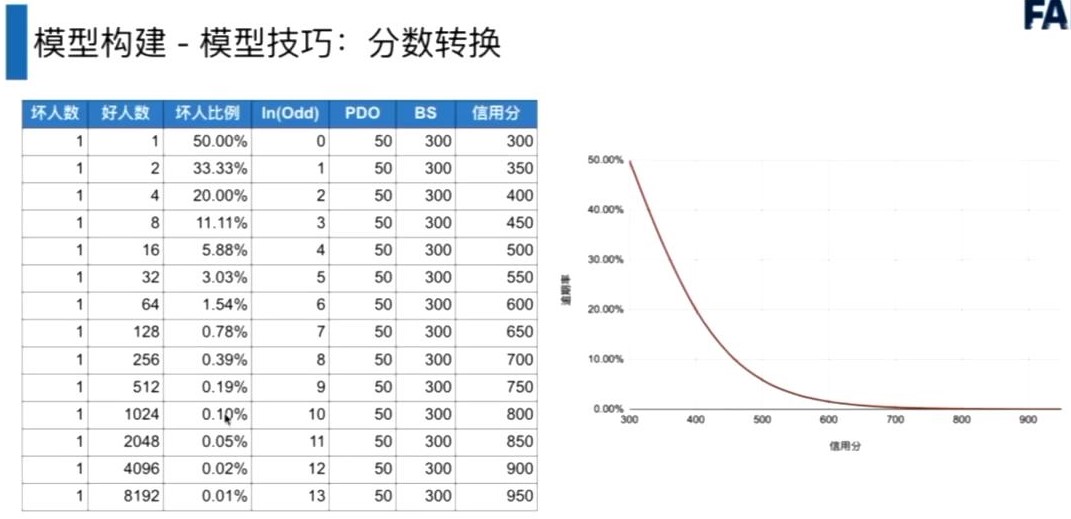 FA
模型构建 - 模型技巧：分数转换
坏人数 好人数 坏人比例 ln(Odd) PDO BS 信用分
1 1 50.00% 0 50 300 300
1 2 33.33% 1 50 300 350
1 4 20.00% 2 50 300 400
1 8 11.11% 3 50 300 450
1 16 5.88% 4 50 300 500
1 32 3.03% 5 50 300 550
1 64 1.54% 6 50 300 600
1 128 0.78% 7 50 300 650
1 256 0.39% 8 50 300 700
1 512 0.19% 9 50 300 750
1 1024 0.10% 10 50 300 800
1 2048 0.05% 11 50 300 850
1 4096 0.02% 12 50 300 900
1 8192 0.01% 13 50 300 950
50.00%
40.00%
30.00%
20.00%
10.00%
0.00%
逾期率
300 400 500 600 700 800 900
信用分